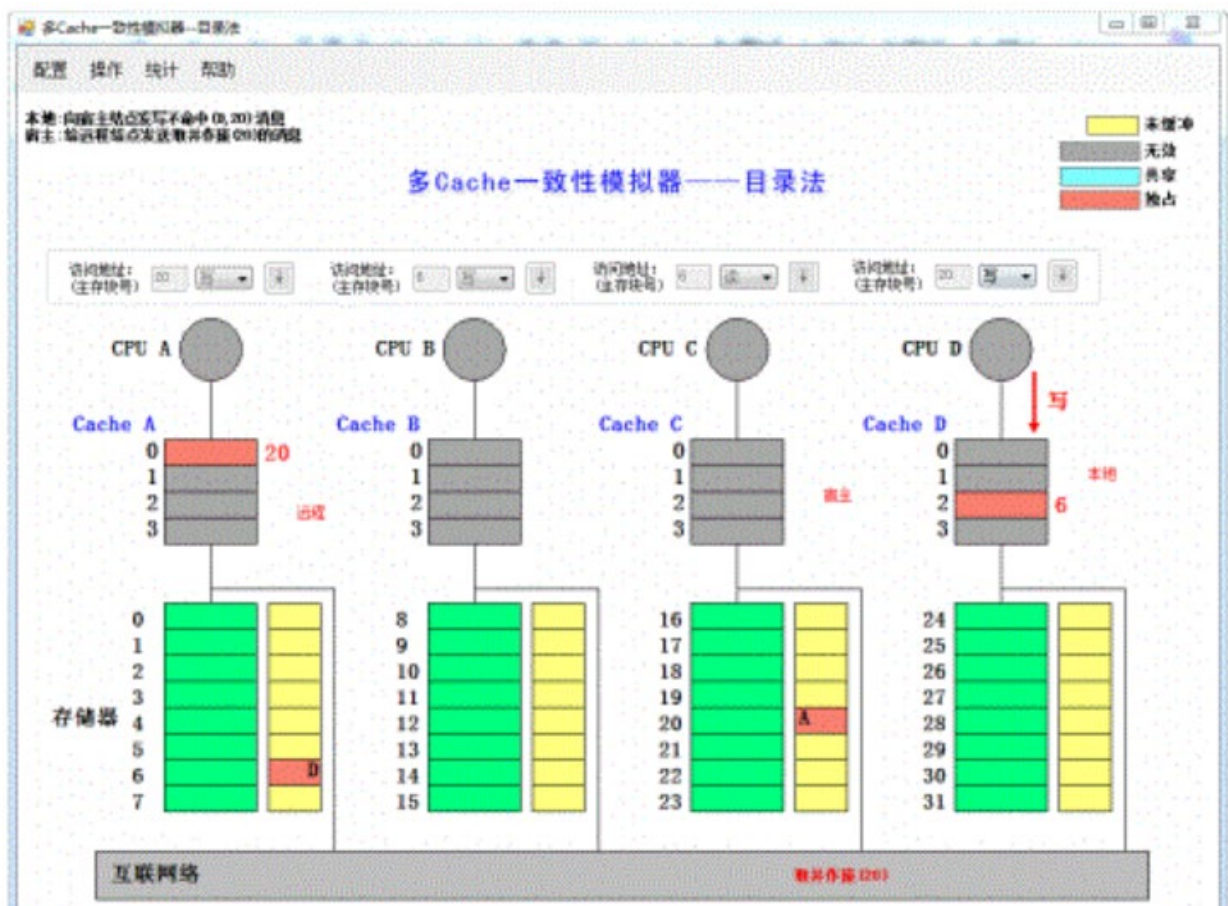 多Cache一致性模拟器--目录法
配置 操作 统计 帮助
本地:向宿主结点发写不命中(D,20)消息
宿主:给远程结点发送取并作废(20)的消息
未缓冲
无效
共享
独占
多Cache一致性模拟器——目录法
访问地址: 20 写 ↓ 访问地址: 6 写 ↓ 访问地址: 6 读 ↓ 访问地址: 20 写 ↓
(主存块号) (主存块号) (主存块号) (主存块号)
CPU A CPU B CPU C CPU D
写
Cache A Cache B Cache C Cache D
0 20 0 0 0
1 1 1 1 本地
2 远程 2 2 宿主 2 6
3 3 3 3
0 8 16 24
1 9 17 25
2 10 18 26
3 11 19 27
存储器 4 12 20 A 28
5 13 21 29
6 D 14 22 30
7 15 23 31
互联网络 取并作废(20)